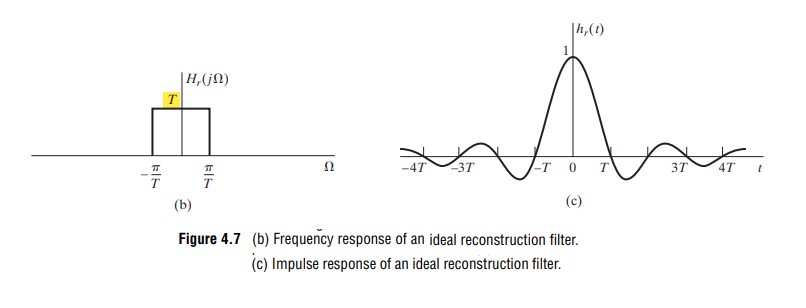 h_r(t)
1
H_r(jΩ)
T
-π/T
π/T
Ω
(b)
-4T
-3T
-T
0
T
3T
4T
t
(c)
Figure 4.7 (b) Frequency response of an ideal reconstruction filter.
(c) Impulse response of an ideal reconstruction filter.